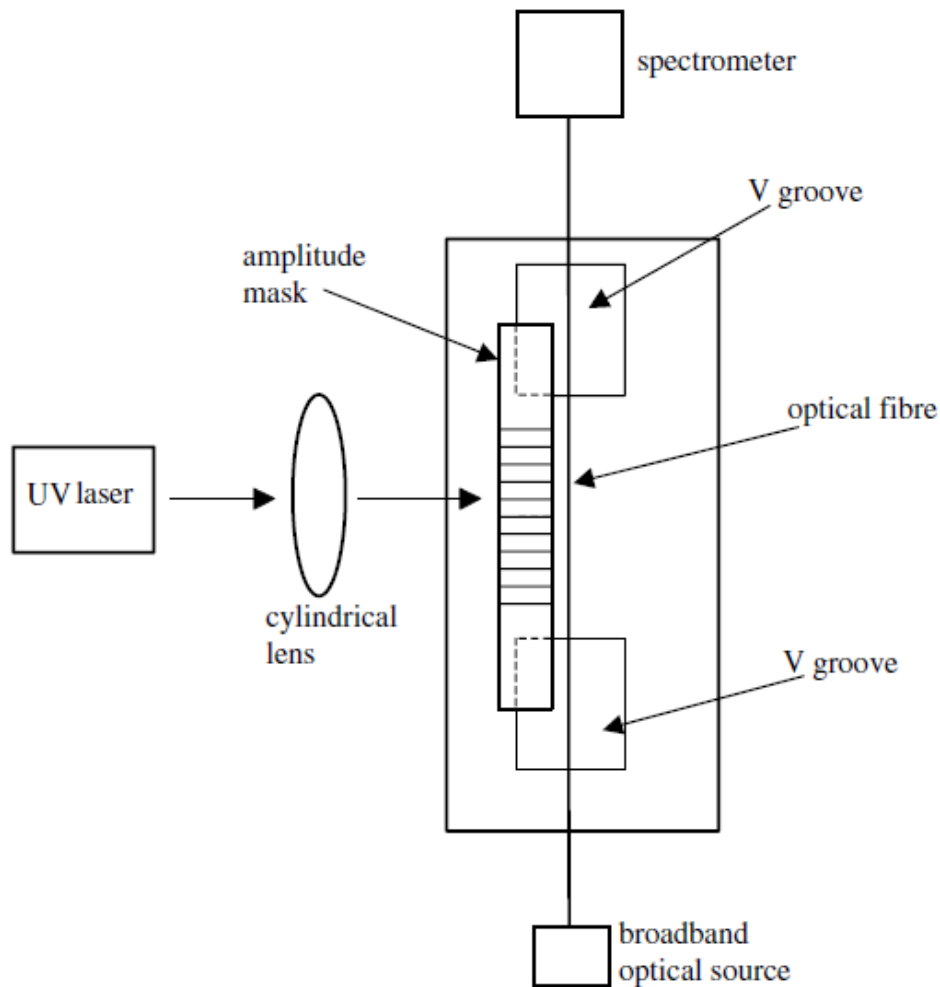 spectrometer
V groove
amplitude
mask
optical fibre
UV laser
cylindrical
lens
V groove
broadband
optical source